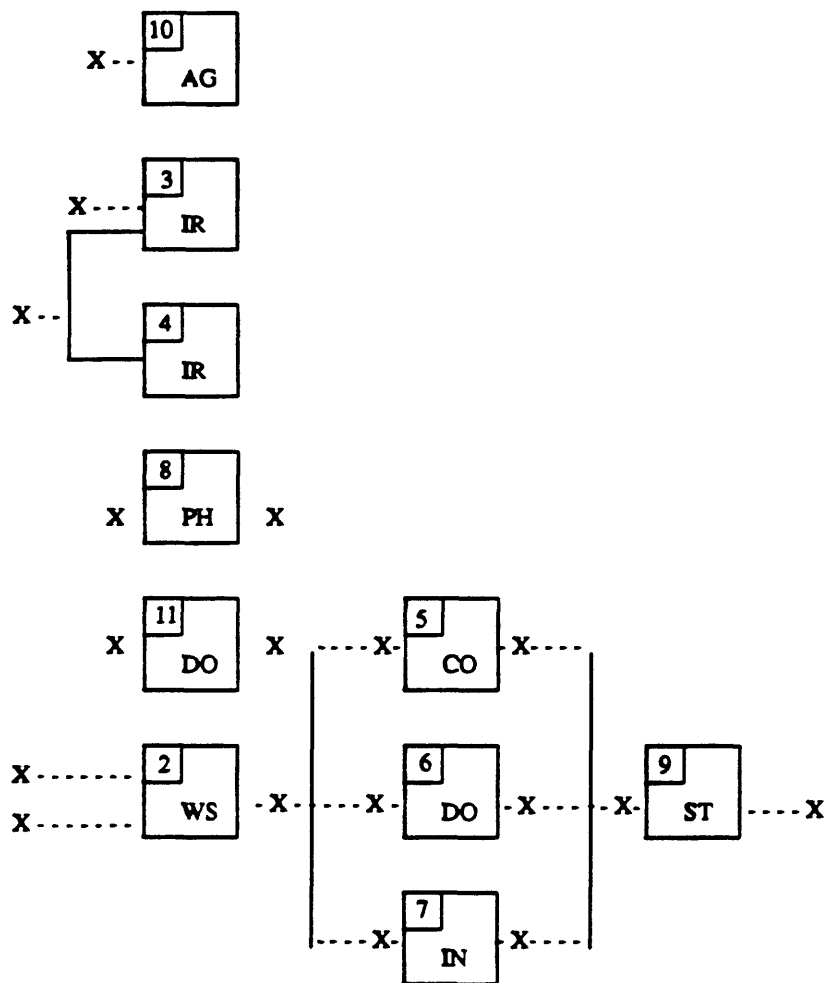 10
X
AG
3
X
IR
X
4
IR
8
X PH X
11 5
X DO X X CO X
2 6 9
X
X WS X X DO X X ST X
7
X IN X